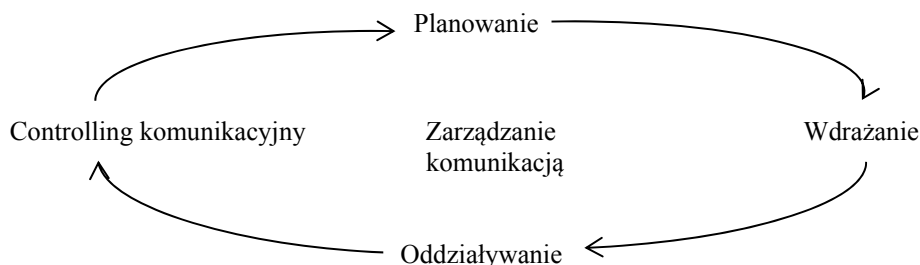 Planowanie
Controlling komunikacyjny
Zarządzanie
komunikacją
Wdrażanie
Oddziaływanie